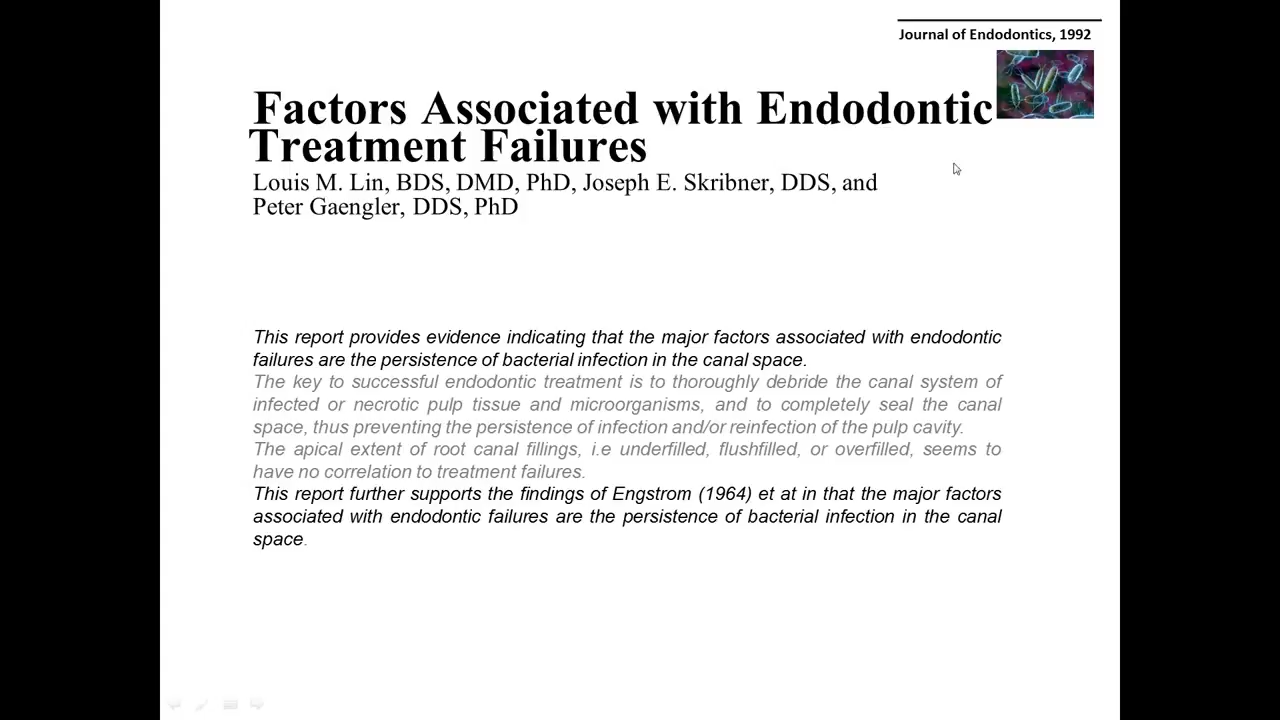 Journal of Endodontics, 1992
Factors Associated with Endodontic
Treatment Failures
Louis M. Lin, BDS, DMD, PhD, Joseph E. Skribner, DDS, and
Peter Gaengler, DDS, PhD
This report provides evidence indicating that the major factors associated with endodontic
failures are the persistence of bacterial infection in the canal space.
The key to successful endodontic treatment is to thoroughly debride the canal system of
infected or necrotic pulp tissue and microorganisms, and to completely seal the canal
space, thus preventing the persistence of infection and/or reinfection of the pulp cavity.
The apical extent of root canal fillings, i.e underfilled, flushfilled, or overfilled, seems to
have no correlation to treatment failures.
This report further supports the findings of Engstrom (1964) et at in that the major factors
associated with endodontic failures are the persistence of bacterial infection in the canal
space.